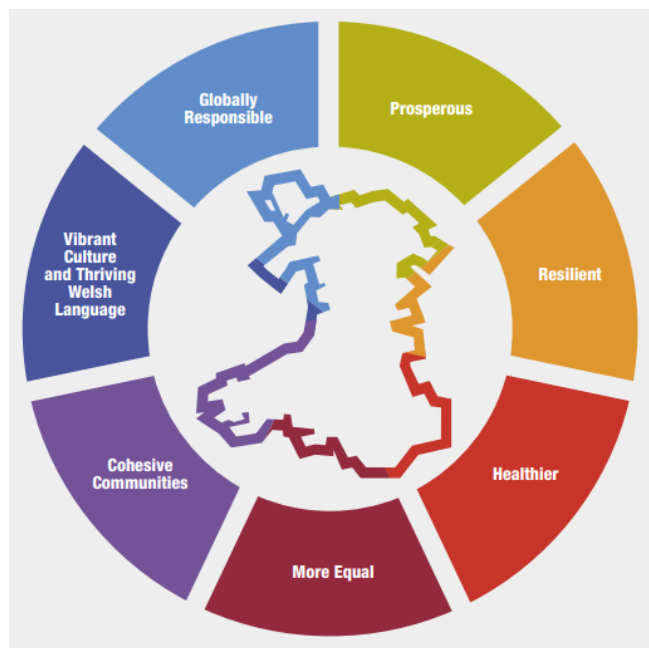 Globally
Responsible
Prosperous
Resilient
Healthier
More Equal
Cohesive
Communities
Vibrant
Culture
and Thriving
Welsh
Language